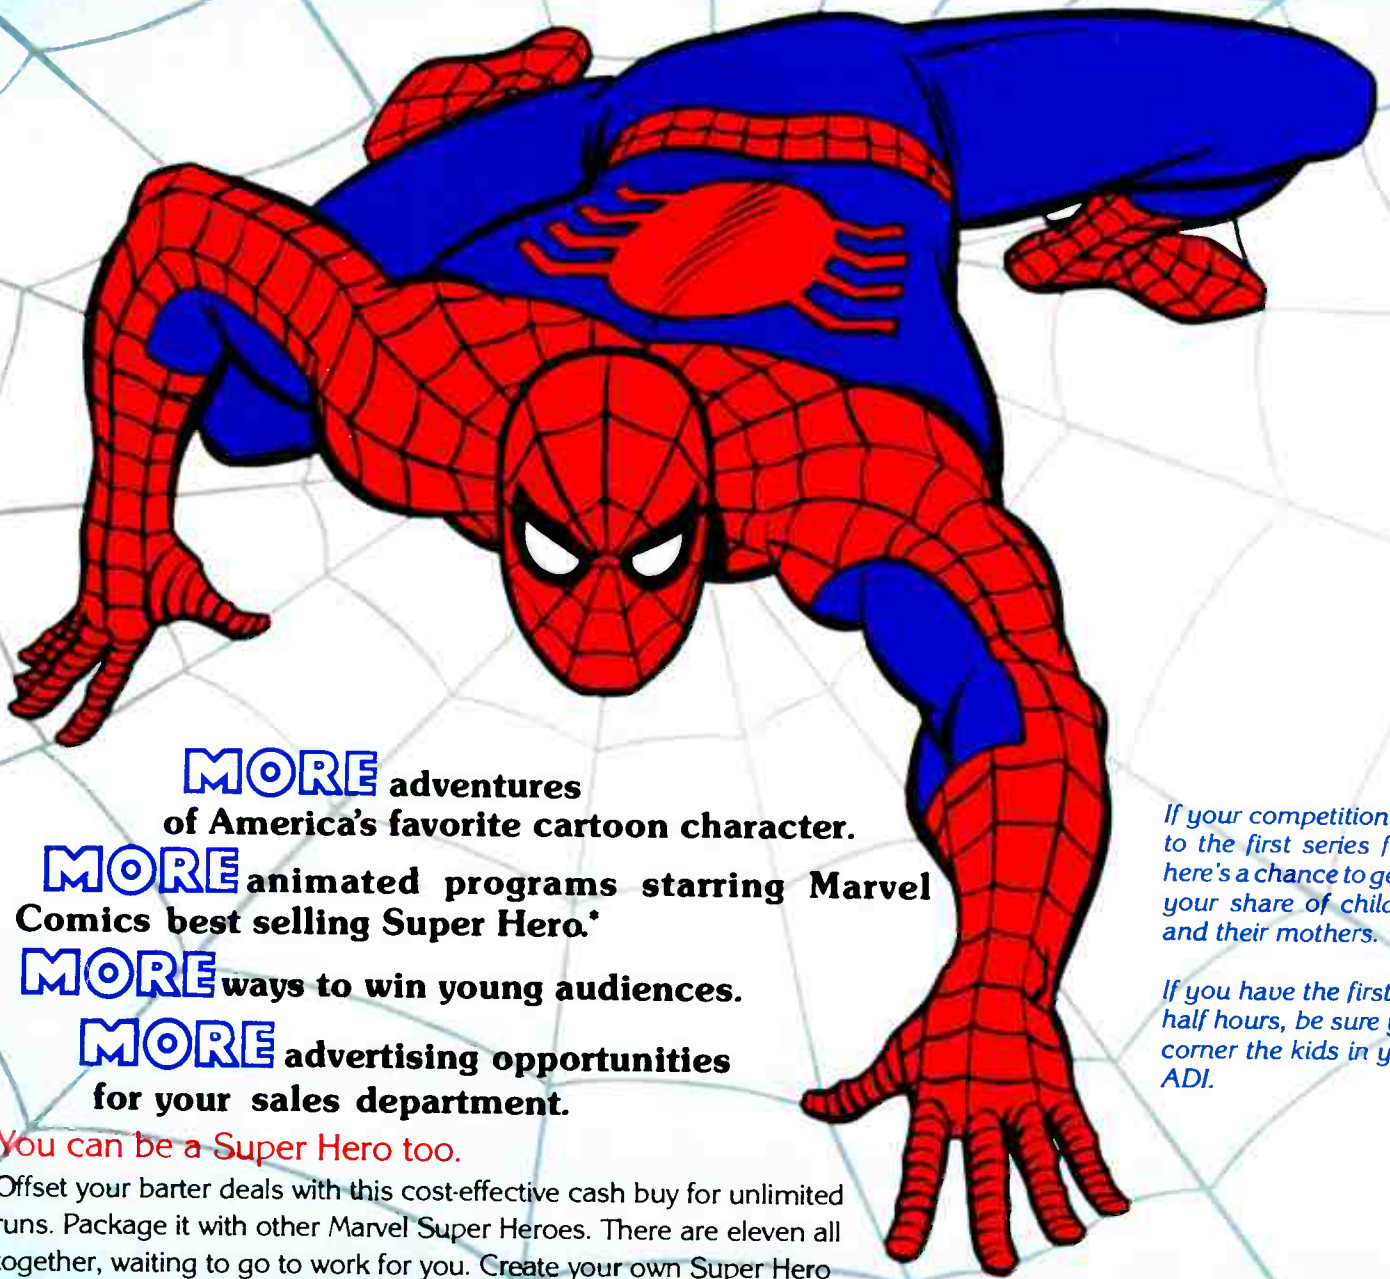 MORE adventures
of America's favorite cartoon character.
MORE animated programs starring Marvel
Comics best selling Super Hero.*
MORE ways to win young audiences.
MORE advertising opportunities
for your sales department.
You can be a Super Hero too.
Offset your barter deals with this cost-effective cash buy for unlimited
runs. Package it with other Marvel Super Heroes. There are eleven all
together, waiting to go to work for you. Create your own Super Hero
If your competition
to the first series
here's a chance to
your share of
and their mothers.
If you have the first
half hours, be sure
corner the kids in
ADI.